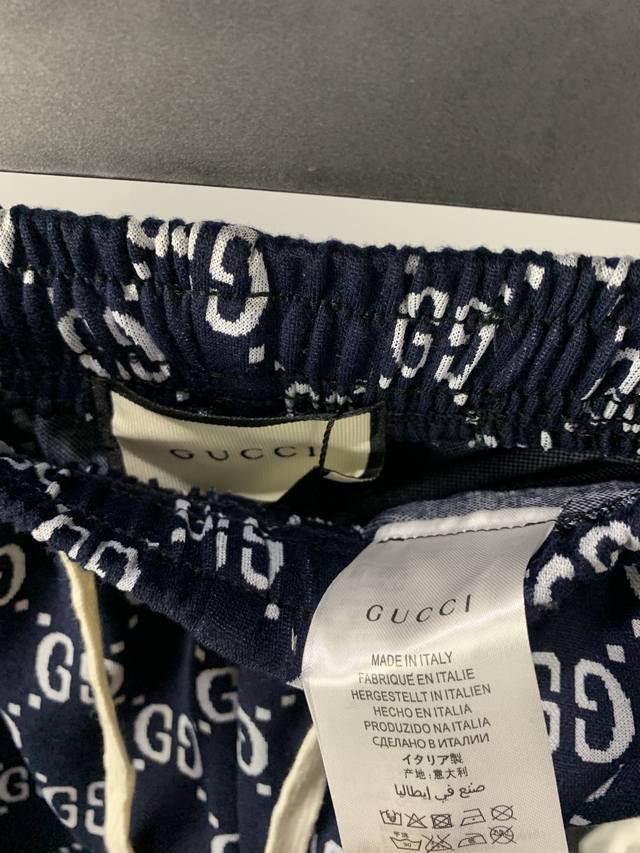 GUCCI
GUCCI
MADE IN ITALY
FABRIQUÉ EN ITALIE
HERGESTELLT IN ITALIEN
HECHO EN ITALIA
PRODUZIDO NA ITALIA
СДЕЛАНО В ИТАЛИИ
イタリア製
产地:意大利
صنع في إيطاليا